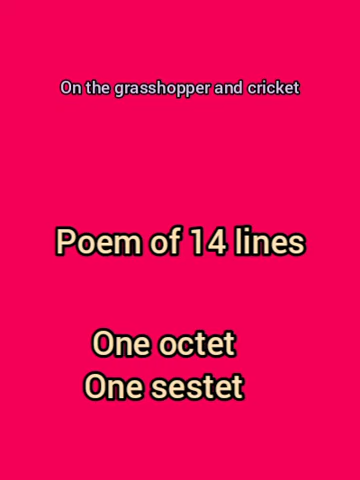 On the grasshopper and cricket
Poem of 14 lines
One octet
One sestet